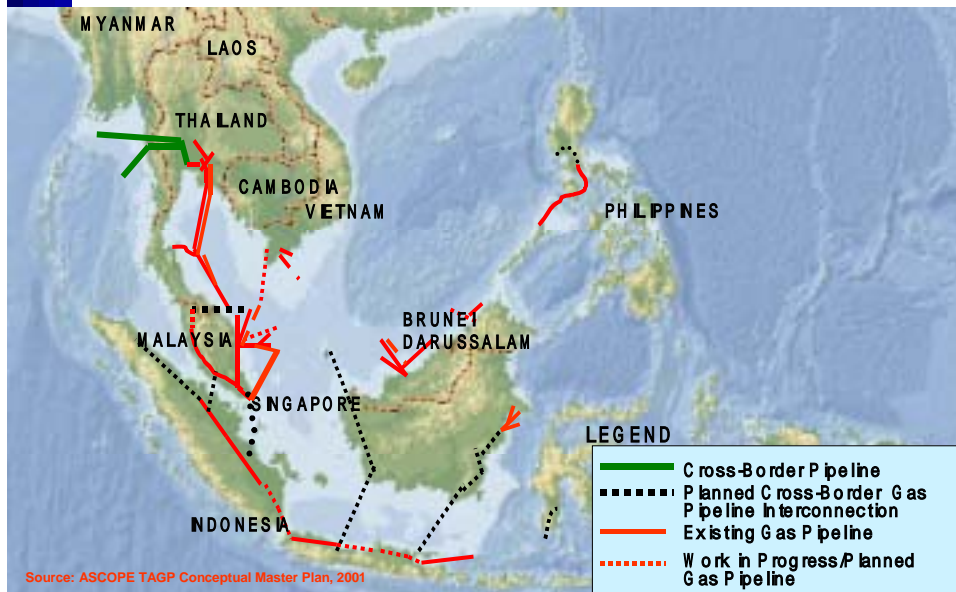 MYANMAR
LAOS
THAILAND
CAMBODIA
VIETNAM
PHILIPPINES
BRUNEI
DARUSSALAM
MALAYSIA
SINGAPORE
INDONESIA
LEGEND
Cross-Border Pipeline
Planned Cross-Border Gas
Pipeline Interconnection
Existing Gas Pipeline
Work in Progress/Planned
Gas Pipeline
Source: ASCOPE TAGP Conceptual Master Plan, 2001